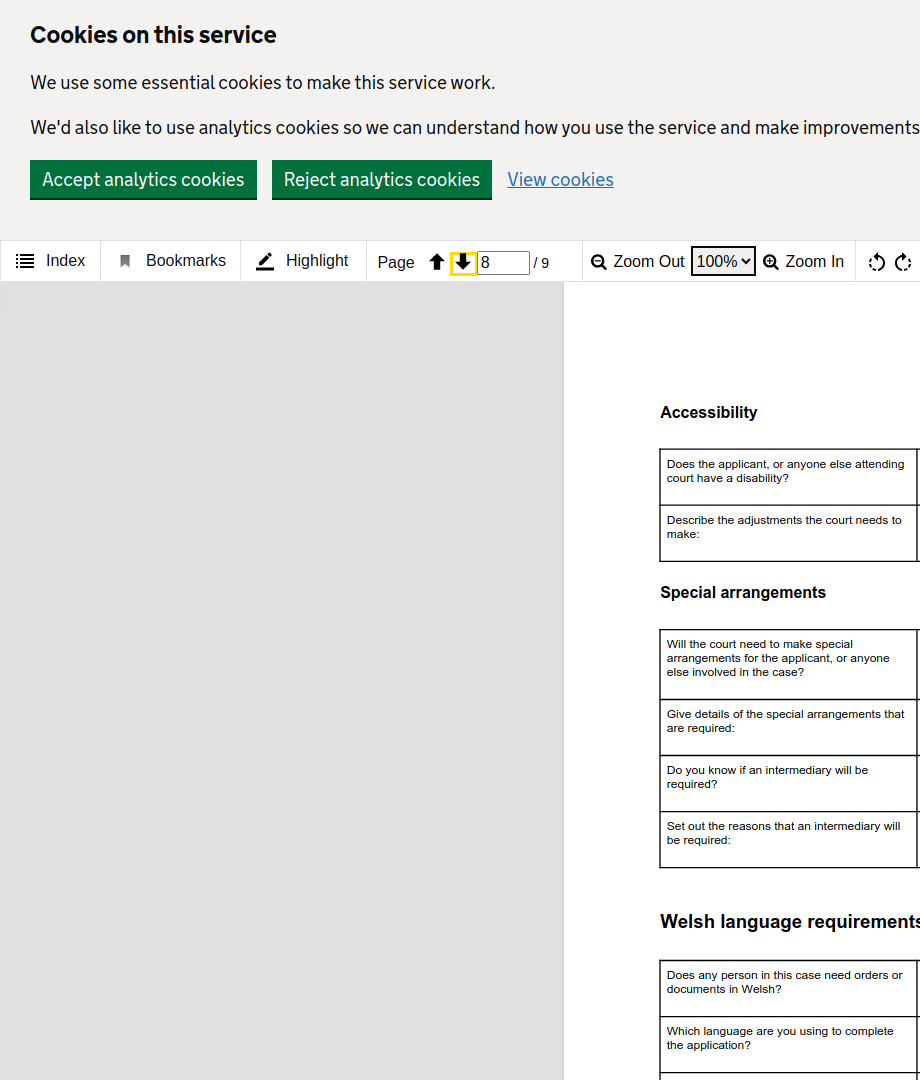 Cookies on this service
We use some essential cookies to make this service work.
We'd also like to use analytics cookies so we can understand how you use the service and make improvements
Accept analytics cookies Reject analytics cookies View cookies
Index Bookmarks Highlight Page 8 / 9 Zoom Out 100% Zoom In
Accessibility
Does the applicant, or anyone else attending
court have a disability?
Describe the adjustments the court needs to
make:
Special arrangements
Will the court need to make special
arrangements for the applicant, or anyone
else involved in the case?
Give details of the special arrangements that
are required:
Do you know if an intermediary will be
required?
Set out the reasons that an intermediary will
be required:
Welsh language requirements
Does any person in this case need orders or
documents in Welsh?
Which language are you using to complete
the application?